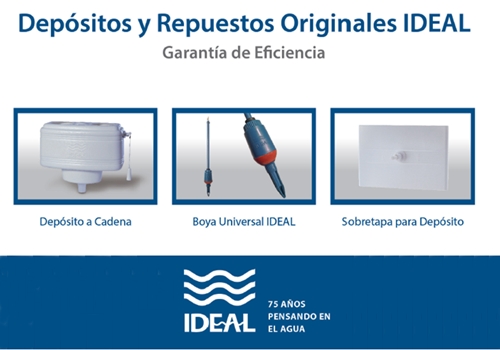 Depósitos y Repuestos Originales IDEAL
Garantía de Eficiencia
Depósito a Cadena
Boya Universal IDEAL
Sobretapa para Depósito
75 AÑOS
PENSANDO EN
EL AGUA
IDEAL